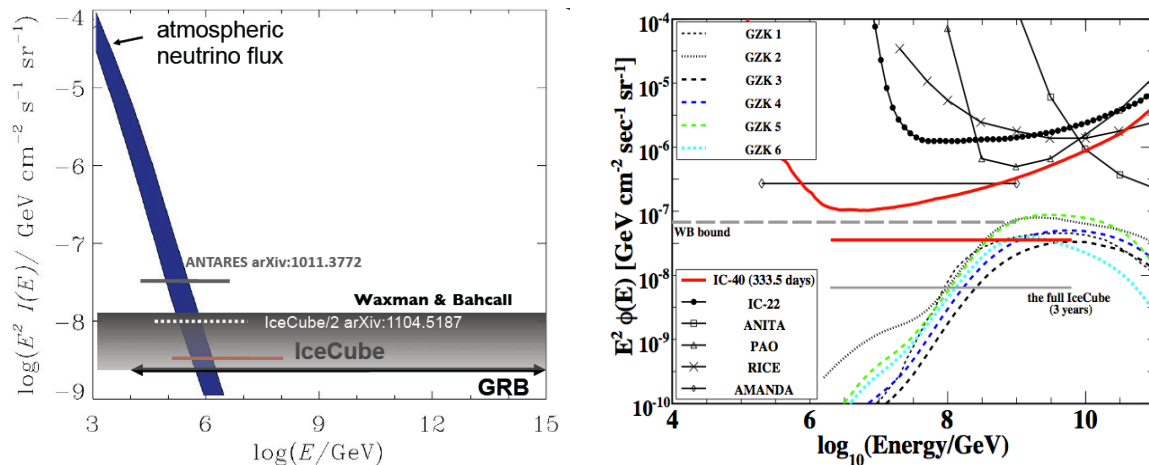 -4
atmospheric
neutrino flux
-5
-6
-7
ANTARES arXiv:1011.3772
Waxman & Bahcall
-8
IceCube/2 arXiv:1104.5187
IceCube
GRB
-9
3 6 9 12 15
log(E/GeV)
log(E² I(E)/ GeV cm⁻² s⁻¹ sr⁻¹)
10⁻⁴
GZK 1
GZK 2
GZK 3
GZK 4
GZK 5
GZK 6
10⁻⁵
10⁻⁶
10⁻⁷
WB bound
10⁻⁸
IC-40 (333.5 days)
IC-22
ANITA
PAO
RICE
AMANDA
the full IceCube
(3 years)
10⁻⁹
10⁻¹⁰
4 6 7 8 9 10
log₁₀(Energy/GeV)
E² ϕ(E) [GeV cm⁻² sec⁻¹ sr⁻¹]